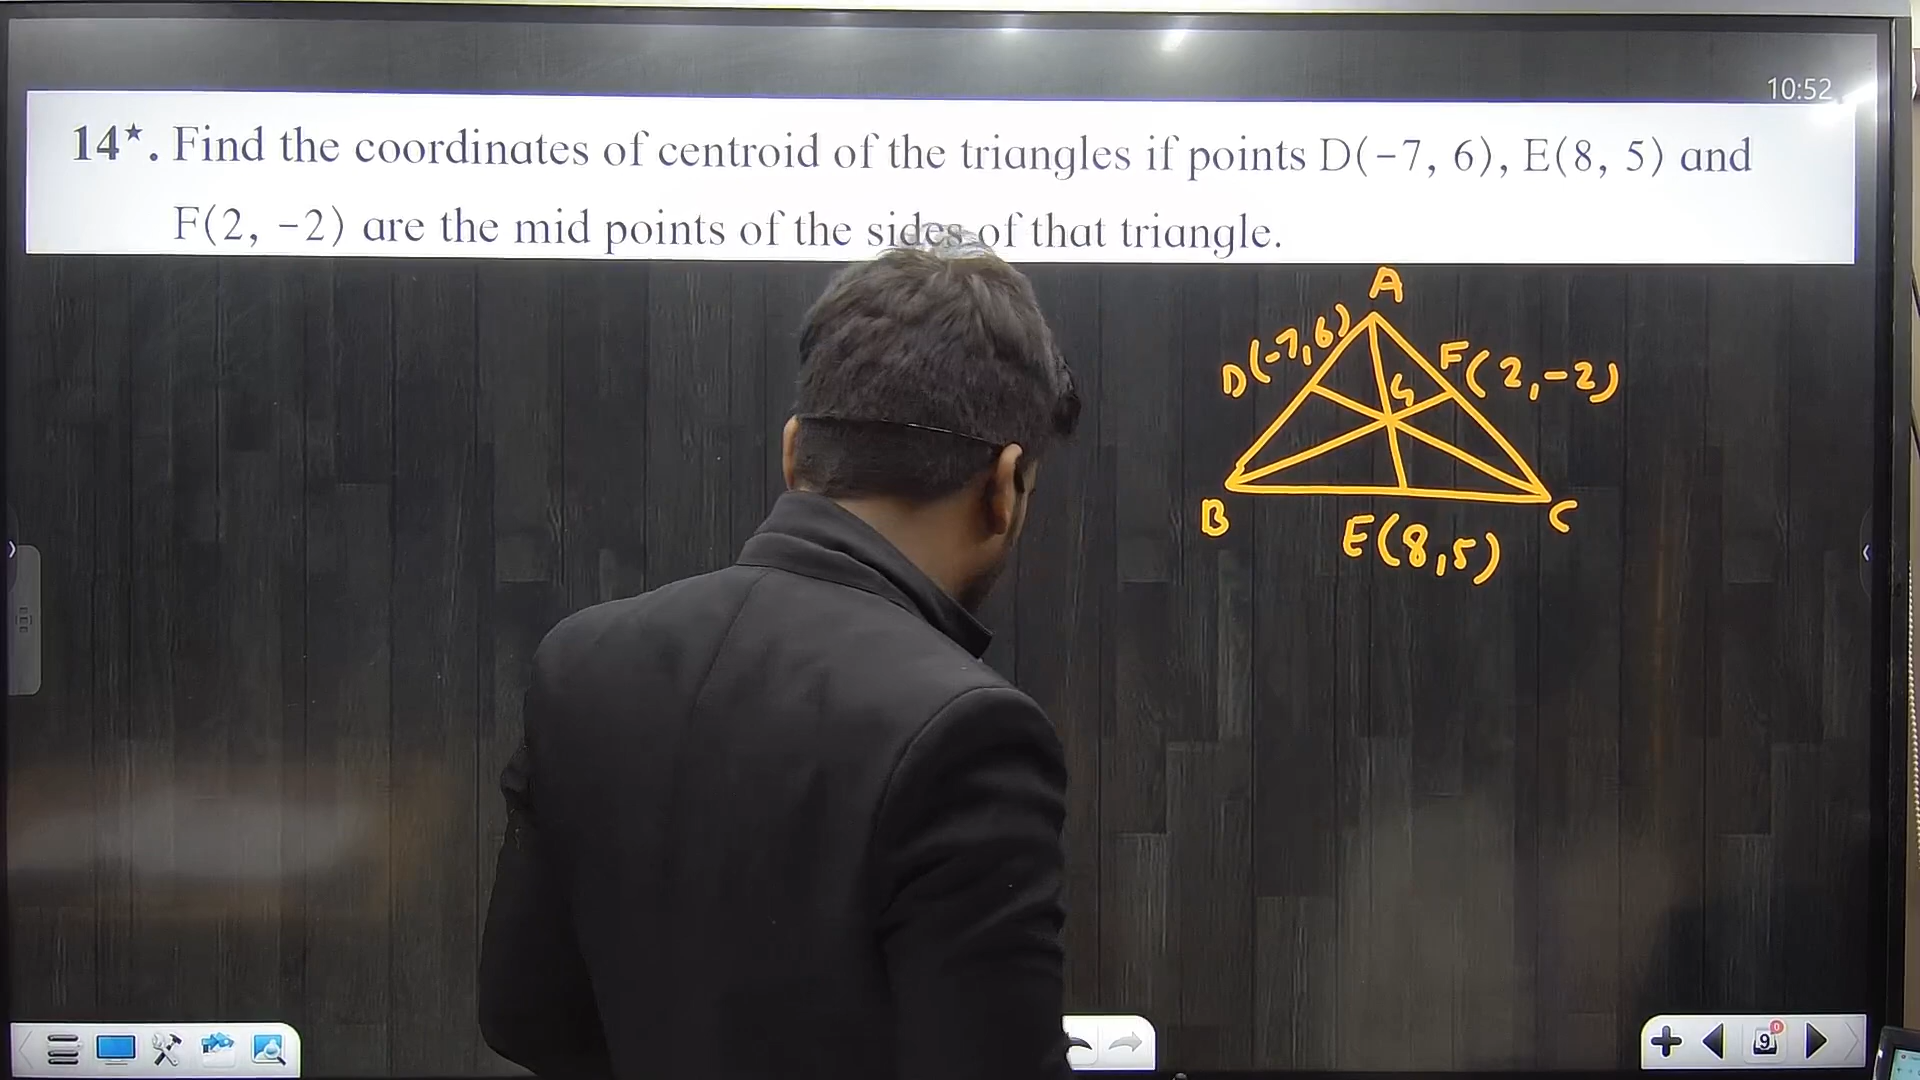 10:52
14*. Find the coordinates of centroid of the triangles if points D(-7, 6), E(8, 5) and
F(2, -2) are the mid points of the sides of that triangle.
A
D(-7,6)
F(2,-2)
G
B
C
E(8,5)
9
0